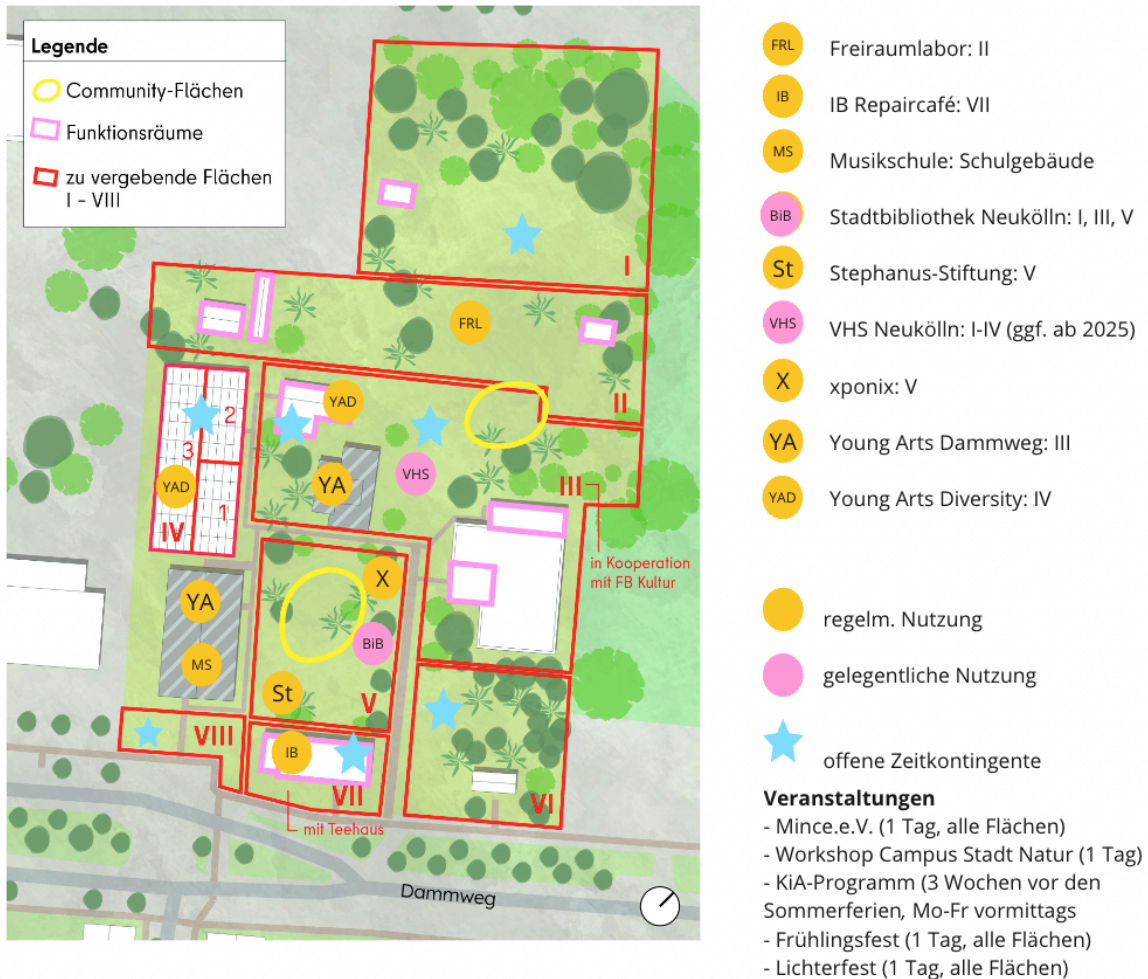 Legende
Community-Flächen
Funktionsräume
zu vergebende Flächen
I - VIII
I
FRL
II
YAD
2
3
VHS
YA
YAD
1
III
IV
in Kooperation
mit FB Kultur
X
YA
BiB
MS
St
V
VIII
IB
VII
VI
mit Teehaus
Dammweg
FRL Freiraumlabor: II
IB IB Repaircafé: VII
MS Musikschule: Schulgebäude
BiB Stadtbibliothek Neukölln: I, III, V
St Stephanus-Stiftung: V
VHS VHS Neukölln: I-IV (ggf. ab 2025)
X xponix: V
YA Young Arts Dammweg: III
YAD Young Arts Diversity: IV
regelm. Nutzung
gelegentliche Nutzung
offene Zeitkontingente
Veranstaltungen
- Mince.e.V. (1 Tag, alle Flächen)
- Workshop Campus Stadt Natur (1 Tag)
- KiA-Programm (3 Wochen vor den
Sommerferien, Mo-Fr vormittags
- Frühlingsfest (1 Tag, alle Flächen)
- Lichterfest (1 Tag, alle Flächen)